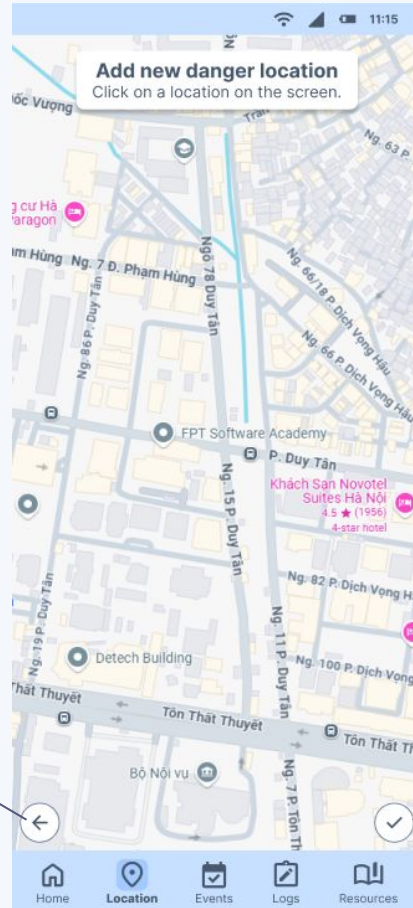 11:15
Add new danger location
Click on a location on the screen.
ốc Vượng
Ng. 63 P.
g cư Hà
Paragon
Ng. 7 Đ. Phạm Hùng
Ngõ 78 Duy Tân
Ng. 86 P. Duy Tân
Ng. 66/18 P. Dịch Vọng Hậu
Ng. 66 P. Dịch Vọng Hậu
FPT Software Academy
P. Duy Tân
Khách Sạn Novotel
Suites Hà Nội
4.5 ★ (1956)
4-star hotel
Ng. 15 P. Duy Tân
Ng. 82 P. Dịch Vọng H
Ng. 19 P. Duy Tân
Ng. 11 P. Duy Tân
Detech Building
Ng. 100 P. Dịch Vọng
Thất Thuyết
Tôn Thất Thuyết
Tôn Thất T
Bộ Nội vụ
Ng. 7 P. Tôn Th
Home
Location
Events
Logs
Resources